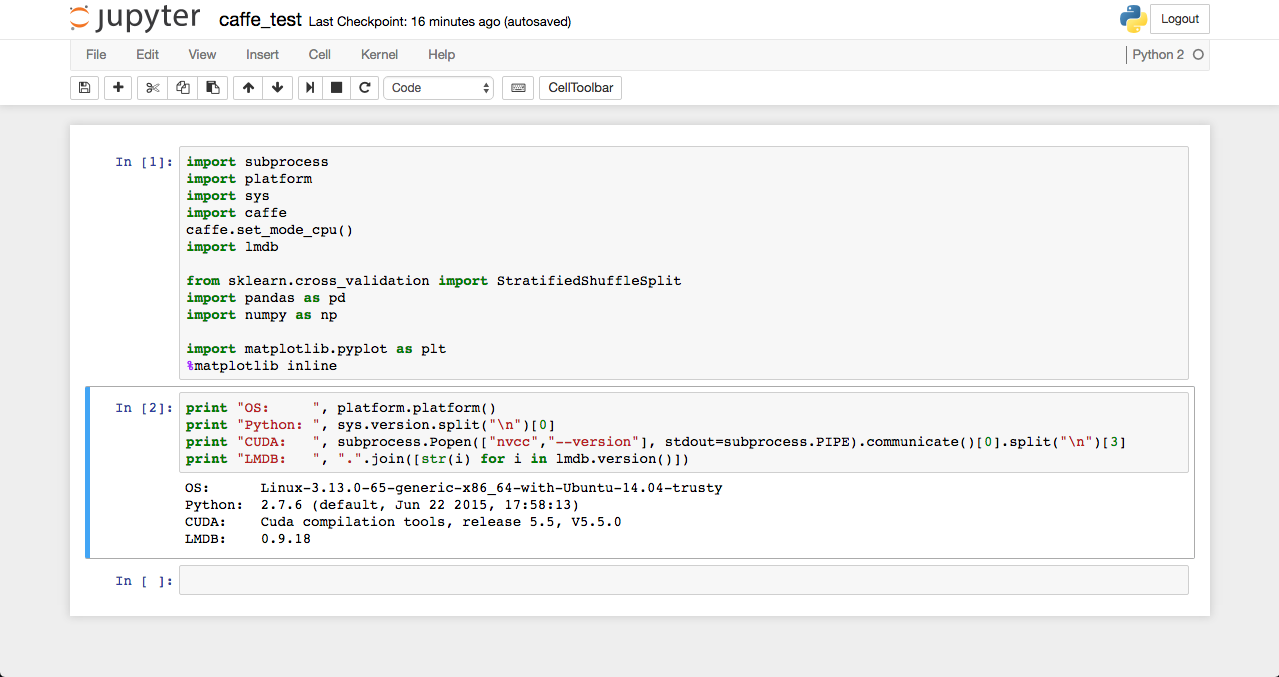 jupyter caffe_test Last Checkpoint: 16 minutes ago (autosaved) Logout
File Edit View Insert Cell Kernel Help Python 2
Code CellToolbar
In [1]: import subprocess
import platform
import sys
import caffe
caffe.set_mode_cpu()
import lmdb
from sklearn.cross_validation import StratifiedShuffleSplit
import pandas as pd
import numpy as np
import matplotlib.pyplot as plt
%matplotlib inline
In [2]: print "OS:     ", platform.platform()
print "Python: ", sys.version.split("\n")[0]
print "CUDA:   ", subprocess.Popen(["nvcc","--version"], stdout=subprocess.PIPE).communicate()[0].split("\n")[3]
print "LMDB:   ", ".".join([str(i) for i in lmdb.version()])
OS:      Linux-3.13.0-65-generic-x86_64-with-Ubuntu-14.04-trusty
Python:  2.7.6 (default, Jun 22 2015, 17:58:13)
CUDA:    Cuda compilation tools, release 5.5, V5.5.0
LMDB:    0.9.18
In [ ]: